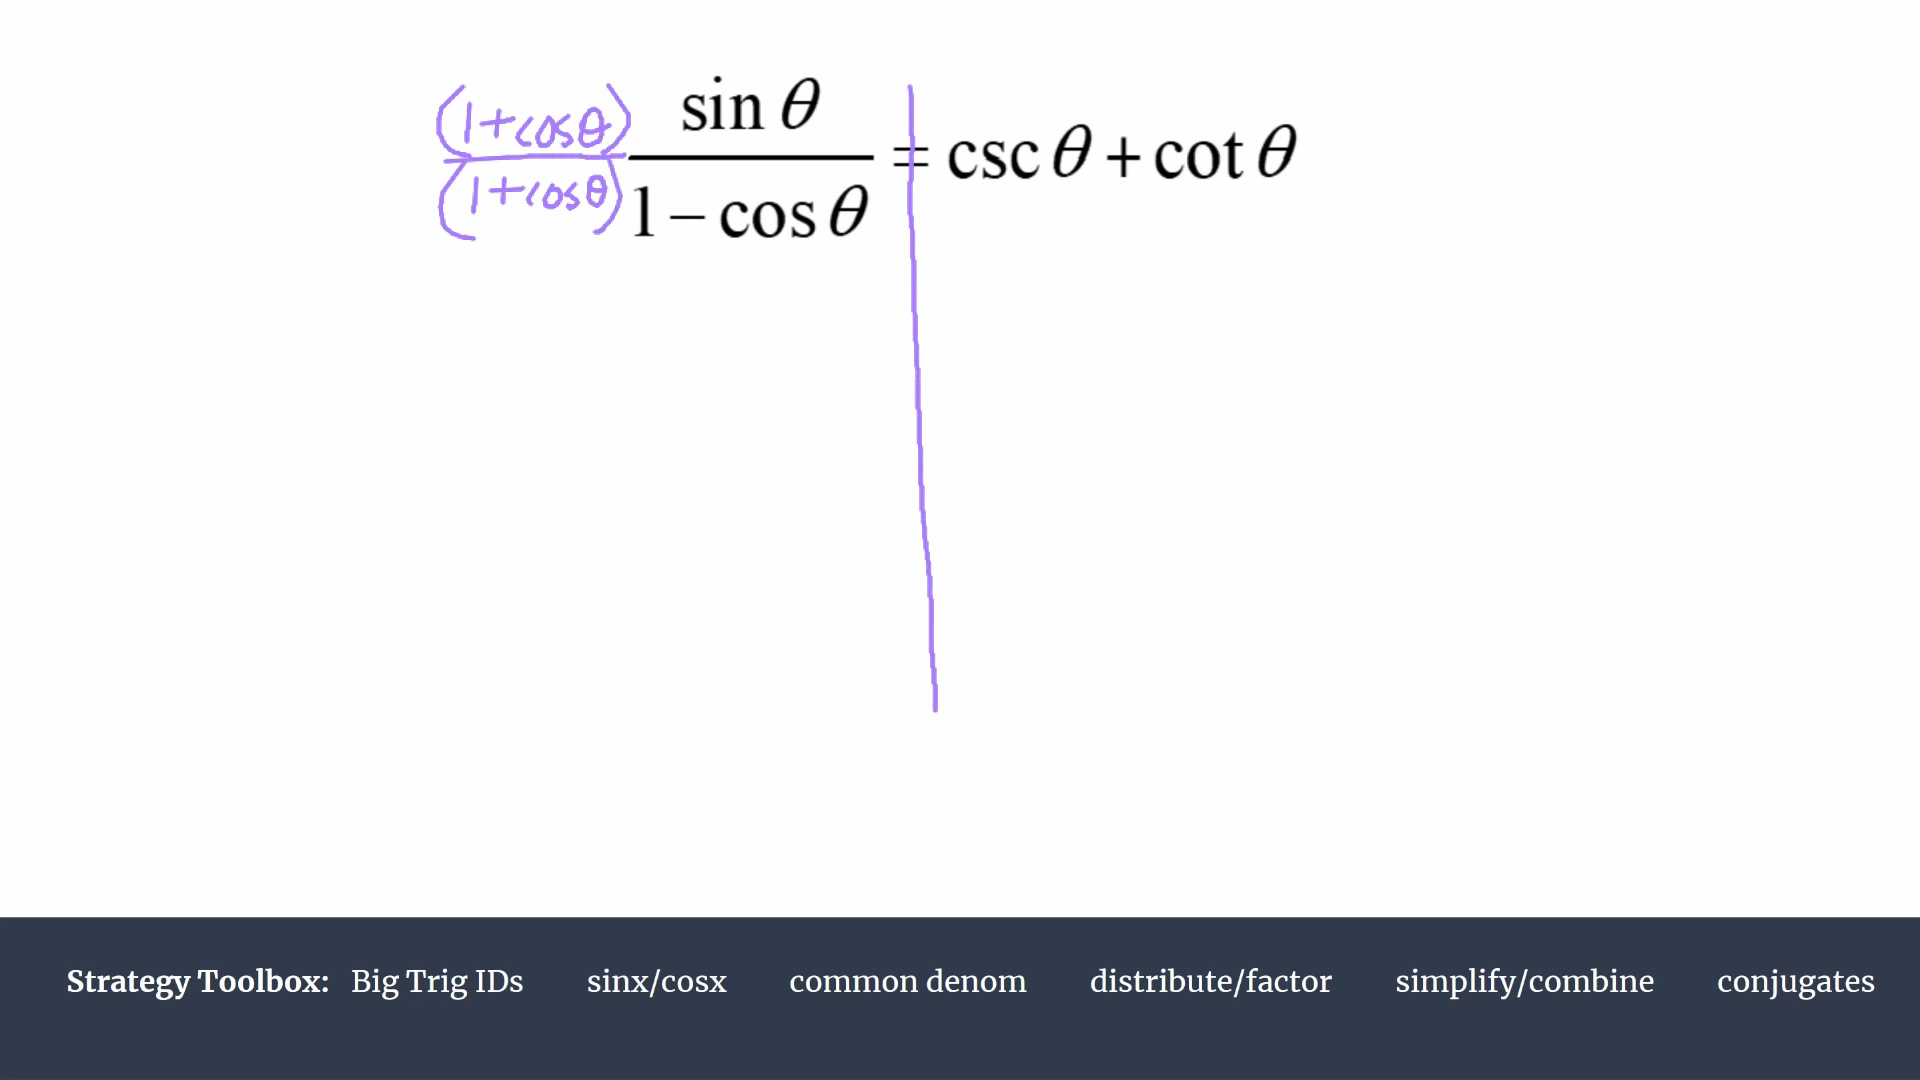 (1+cosθ) sin θ
(1+cosθ) 1 – cos θ = csc θ + cot θ
Strategy Toolbox: Big Trig IDs sinx/cosx common denom distribute/factor simplify/combine conjugates